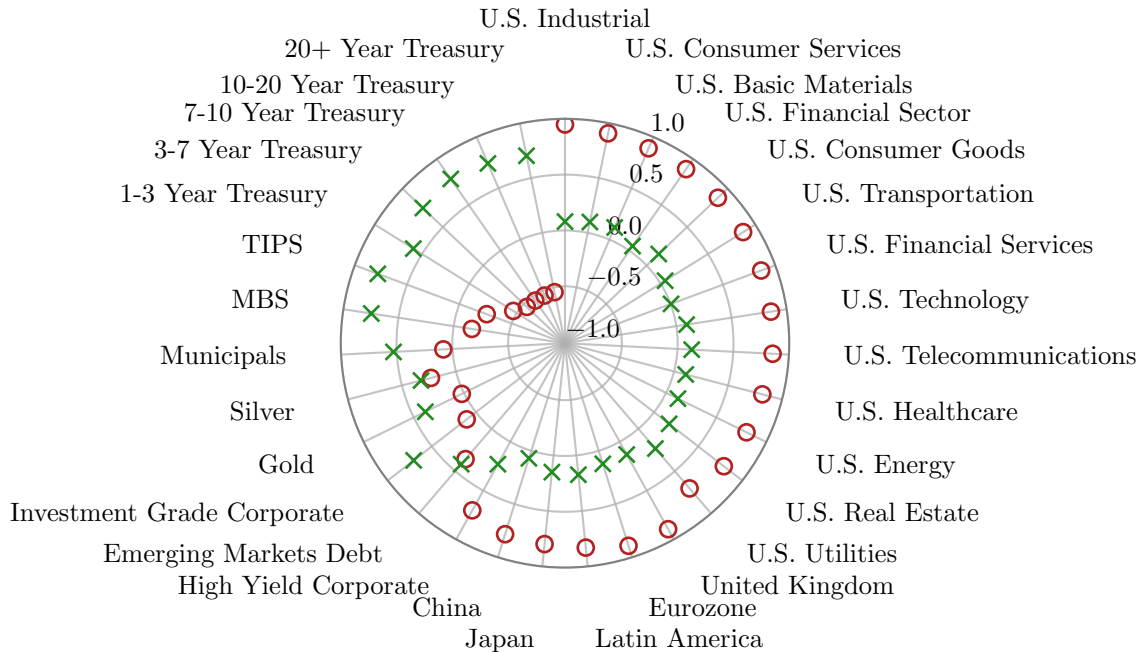 U.S. Industrial
20+ Year Treasury
U.S. Consumer Services
10-20 Year Treasury
U.S. Basic Materials
7-10 Year Treasury
U.S. Financial Sector
1.0
3-7 Year Treasury
U.S. Consumer Goods
0.5
1-3 Year Treasury
U.S. Transportation
0.0
TIPS
U.S. Financial Services
−0.5
MBS
U.S. Technology
−1.0
Municipals
U.S. Telecommunications
Silver
U.S. Healthcare
Gold
U.S. Energy
Investment Grade Corporate
U.S. Real Estate
Emerging Markets Debt
U.S. Utilities
High Yield Corporate
United Kingdom
China
Eurozone
Japan
Latin America